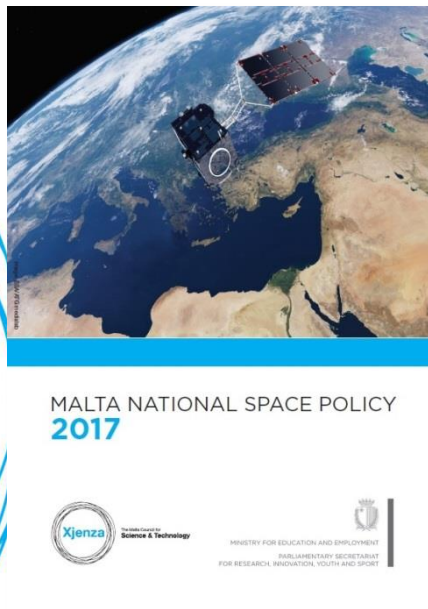 MALTA NATIONAL SPACE POLICY
2017
Xjenza
The Malta Council for
Science & Technology
MINISTRY FOR EDUCATION AND EMPLOYMENT
PARLIAMENTARY SECRETARIAT
FOR RESEARCH, INNOVATION, YOUTH AND SPORT